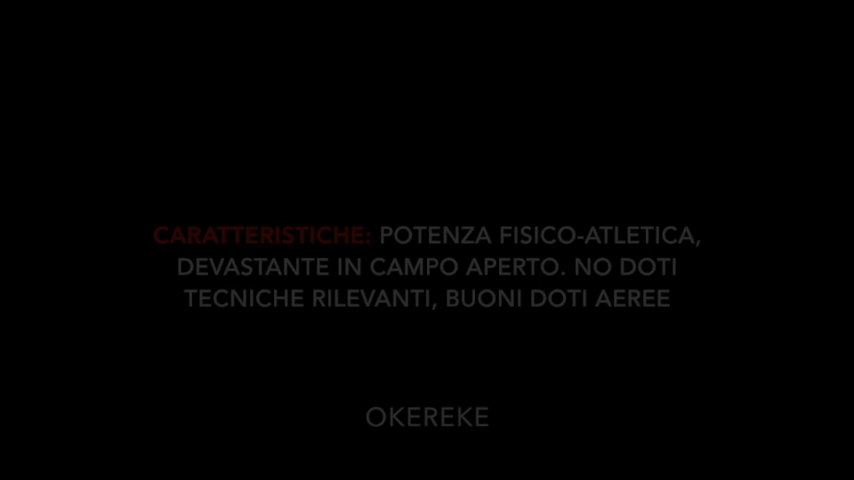 CARATTERISTICHE: POTENZA FISICO-ATLETICA,
DEVASTANTE IN CAMPO APERTO. NO DOTI
TECNICHE RILEVANTI, BUONI DOTI AEREE
OKEREKE